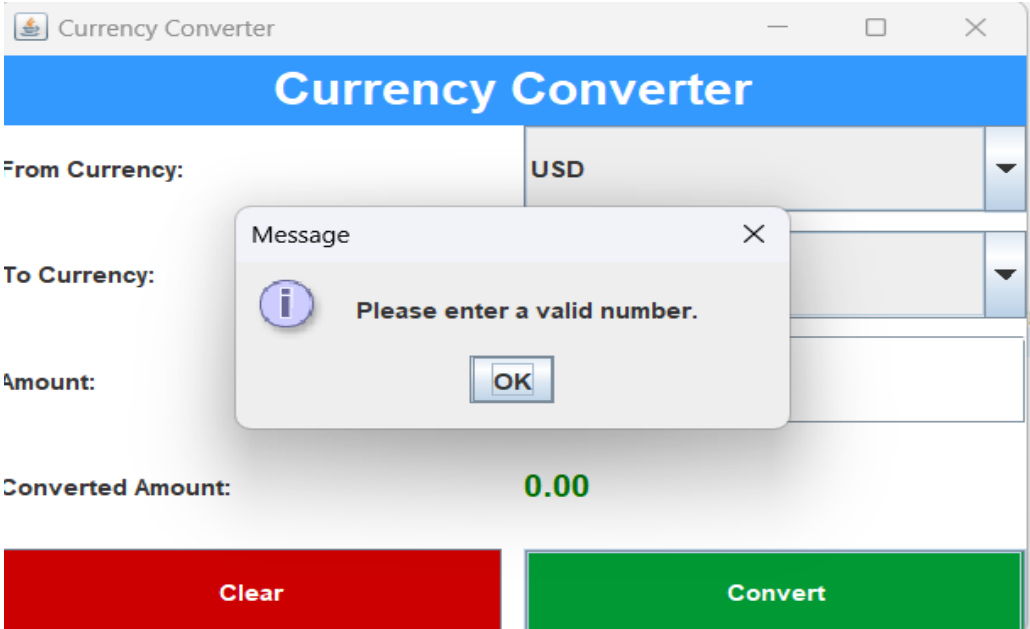 Currency Converter
Currency Converter
From Currency:
USD
Message
To Currency:
Please enter a valid number.
OK
Amount:
Converted Amount:
0.00
Clear
Convert